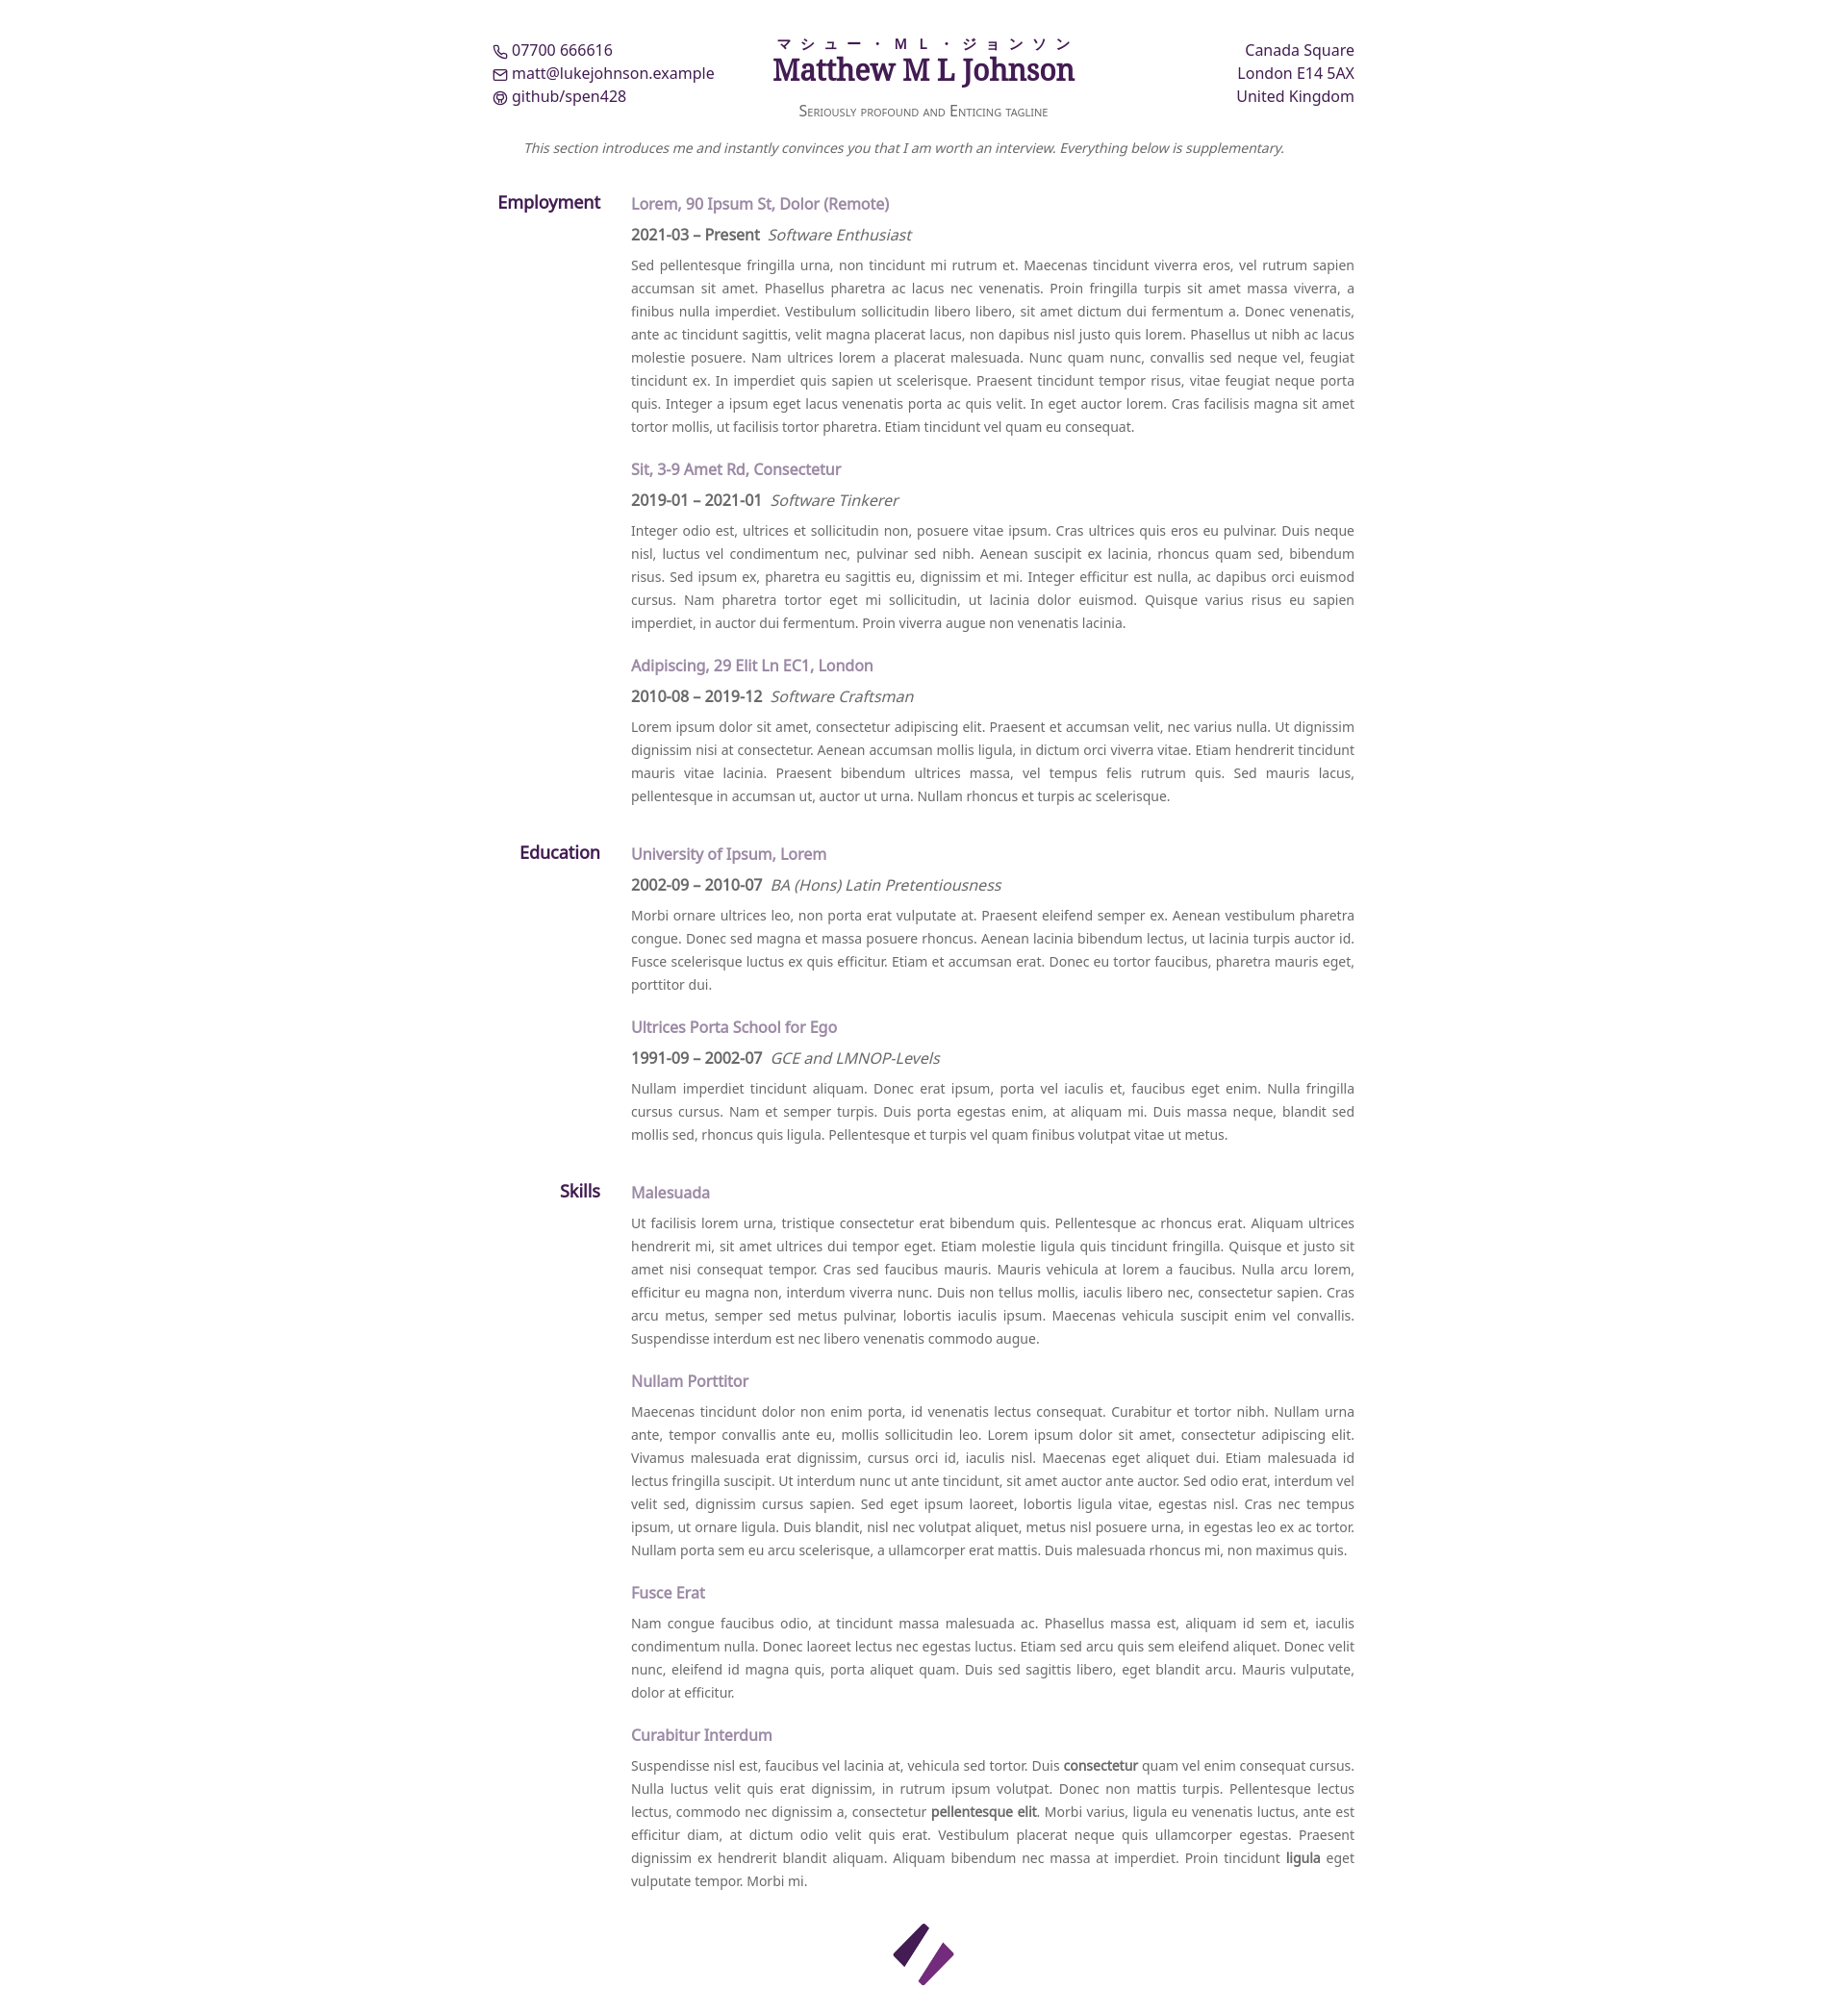 07700 666616
matt@lukejohnson.example
github/spen428
マシュー・ML・ジョンソン
Matthew M L Johnson
Seriously profound and Enticing tagline
Canada Square
London E14 5AX
United Kingdom
This section introduces me and instantly convinces you that I am worth an interview. Everything below is supplementary.
Employment
Lorem, 90 Ipsum St, Dolor (Remote)
2021-03 – Present Software Enthusiast
Sed pellentesque fringilla urna, non tincidunt mi rutrum et. Maecenas tincidunt viverra eros, vel rutrum sapien
accumsan sit amet. Phasellus pharetra ac lacus nec venenatis. Proin fringilla turpis sit amet massa viverra, a
finibus nulla imperdiet. Vestibulum sollicitudin libero libero, sit amet dictum dui fermentum a. Donec venenatis,
ante ac tincidunt sagittis, velit magna placerat lacus, non dapibus nisl justo quis lorem. Phasellus ut nibh ac lacus
molestie posuere. Nam ultrices lorem a placerat malesuada. Nunc quam nunc, convallis sed neque vel, feugiat
tincidunt ex. In imperdiet quis sapien ut scelerisque. Praesent tincidunt tempor risus, vitae feugiat neque porta
quis. Integer a ipsum eget lacus venenatis porta ac quis velit. In eget auctor lorem. Cras facilisis magna sit amet
tortor mollis, ut facilisis tortor pharetra. Etiam tincidunt vel quam eu consequat.
Sit, 3-9 Amet Rd, Consectetur
2019-01 – 2021-01 Software Tinkerer
Integer odio est, ultrices et sollicitudin non, posuere vitae ipsum. Cras ultrices quis eros eu pulvinar. Duis neque
nisl, luctus vel condimentum nec, pulvinar sed nibh. Aenean suscipit ex lacinia, rhoncus quam sed, bibendum
risus. Sed ipsum ex, pharetra eu sagittis eu, dignissim et mi. Integer efficitur est nulla, ac dapibus orci euismod
cursus. Nam pharetra tortor eget mi sollicitudin, ut lacinia dolor euismod. Quisque varius risus eu sapien
imperdiet, in auctor dui fermentum. Proin viverra augue non venenatis lacinia.
Adipiscing, 29 Elit Ln EC1, London
2010-08 – 2019-12 Software Craftsman
Lorem ipsum dolor sit amet, consectetur adipiscing elit. Praesent et accumsan velit, nec varius nulla. Ut dignissim
dignissim nisi at consectetur. Aenean accumsan mollis ligula, in dictum orci viverra vitae. Etiam hendrerit tincidunt
mauris vitae lacinia. Praesent bibendum ultrices massa, vel tempus felis rutrum quis. Sed mauris lacus,
pellentesque in accumsan ut, auctor ut urna. Nullam rhoncus et turpis ac scelerisque.
Education
University of Ipsum, Lorem
2002-09 – 2010-07 BA (Hons) Latin Pretentiousness
Morbi ornare ultrices leo, non porta erat vulputate at. Praesent eleifend semper ex. Aenean vestibulum pharetra
congue. Donec sed magna et massa posuere rhoncus. Aenean lacinia bibendum lectus, ut lacinia turpis auctor id.
Fusce scelerisque luctus ex quis efficitur. Etiam et accumsan erat. Donec eu tortor faucibus, pharetra mauris eget,
porttitor dui.
Ultrices Porta School for Ego
1991-09 – 2002-07 GCE and LMNOP-Levels
Nullam imperdiet tincidunt aliquam. Donec erat ipsum, porta vel iaculis et, faucibus eget enim. Nulla fringilla
cursus cursus. Nam et semper turpis. Duis porta egestas enim, at aliquam mi. Duis massa neque, blandit sed
mollis sed, rhoncus quis ligula. Pellentesque et turpis vel quam finibus volutpat vitae ut metus.
Skills
Malesuada
Ut facilisis lorem urna, tristique consectetur erat bibendum quis. Pellentesque ac rhoncus erat. Aliquam ultrices
hendrerit mi, sit amet ultrices dui tempor eget. Etiam molestie ligula quis tincidunt fringilla. Quisque et justo sit
amet nisi consequat tempor. Cras sed faucibus mauris. Mauris vehicula at lorem a faucibus. Nulla arcu lorem,
efficitur eu magna non, interdum viverra nunc. Duis non tellus mollis, iaculis libero nec, consectetur sapien. Cras
arcu metus, semper sed metus pulvinar, lobortis iaculis ipsum. Maecenas vehicula suscipit enim vel convallis.
Suspendisse interdum est nec libero venenatis commodo augue.
Nullam Porttitor
Maecenas tincidunt dolor non enim porta, id venenatis lectus consequat. Curabitur et tortor nibh. Nullam urna
ante, tempor convallis ante eu, mollis sollicitudin leo. Lorem ipsum dolor sit amet, consectetur adipiscing elit.
Vivamus malesuada erat dignissim, cursus orci id, iaculis nisl. Maecenas eget aliquet dui. Etiam malesuada id
lectus fringilla suscipit. Ut interdum nunc ut ante tincidunt, sit amet auctor ante auctor. Sed odio erat, interdum vel
velit sed, dignissim cursus sapien. Sed eget ipsum laoreet, lobortis ligula vitae, egestas nisl. Cras nec tempus
ipsum, ut ornare ligula. Duis blandit, nisl nec volutpat aliquet, metus nisl posuere urna, in egestas leo ex ac tortor.
Nullam porta sem eu arcu scelerisque, a ullamcorper erat mattis. Duis malesuada rhoncus mi, non maximus quis.
Fusce Erat
Nam congue faucibus odio, at tincidunt massa malesuada ac. Phasellus massa est, aliquam id sem et, iaculis
condimentum nulla. Donec laoreet lectus nec egestas luctus. Etiam sed arcu quis sem eleifend aliquet. Donec velit
nunc, eleifend id magna quis, porta aliquet quam. Duis sed sagittis libero, eget blandit arcu. Mauris vulputate,
dolor at efficitur.
Curabitur Interdum
Suspendisse nisl est, faucibus vel lacinia at, vehicula sed tortor. Duis consectetur quam vel enim consequat cursus.
Nulla luctus velit quis erat dignissim, in rutrum ipsum volutpat. Donec non mattis turpis. Pellentesque lectus
lectus, commodo nec dignissim a, consectetur pellentesque elit. Morbi varius, ligula eu venenatis luctus, ante est
efficitur diam, at dictum odio velit quis erat. Vestibulum placerat neque quis ullamcorper egestas. Praesent
dignissim ex hendrerit blandit aliquam. Aliquam bibendum nec massa at imperdiet. Proin tincidunt ligula eget
vulputate tempor. Morbi mi.